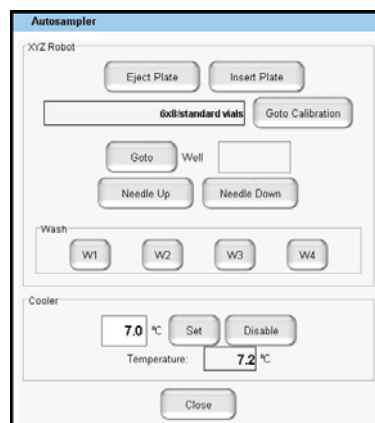 Autosampler
XYZ Robot
Eject Plate Insert Plate
6x8/standard vials Goto Calibration
Goto Well
Needle Up Needle Down
Wash
W1 W2 W3 W4
Cooler
7.0 °C Set Disable
Temperature: 7.2 °C
Close